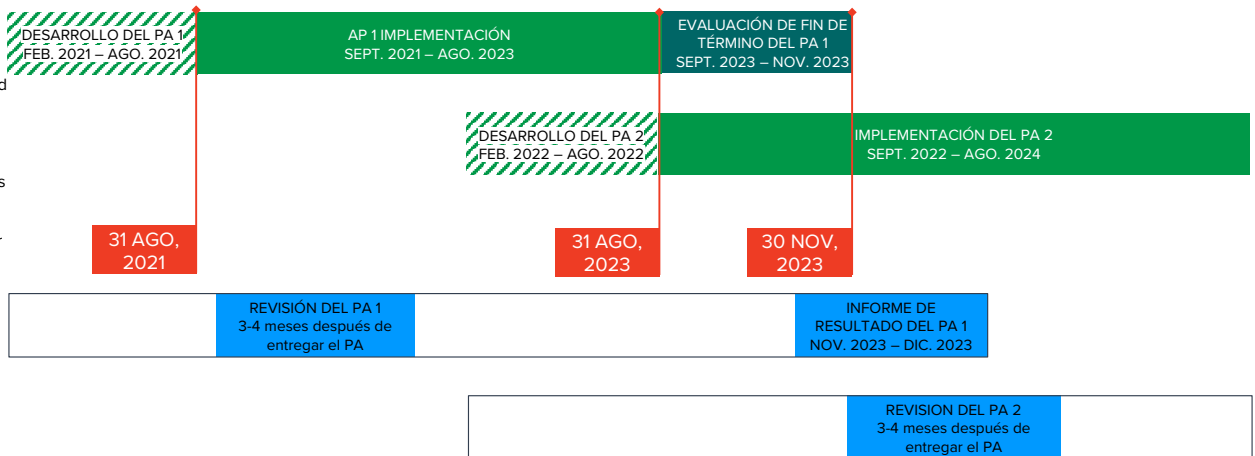 DESARROLLO DEL PA 1
FEB. 2021 – AGO. 2021
AP 1 IMPLEMENTACIÓN
SEPT. 2021 – AGO. 2023
EVALUACIÓN DE FIN DE
TÉRMINO DEL PA 1
SEPT. 2023 – NOV. 2023
d
DESARROLLO DEL PA 2
FEB. 2022 – AGO. 2022
IMPLEMENTACIÓN DEL PA 2
SEPT. 2022 – AGO. 2024
s
31 AGO,
2021
31 AGO,
2023
30 NOV,
2023
REVISIÓN DEL PA 1
3-4 meses después de
entregar el PA
INFORME DE
RESULTADO DEL PA 1
NOV. 2023 – DIC. 2023
REVISION DEL PA 2
3-4 meses después de
entregar el PA